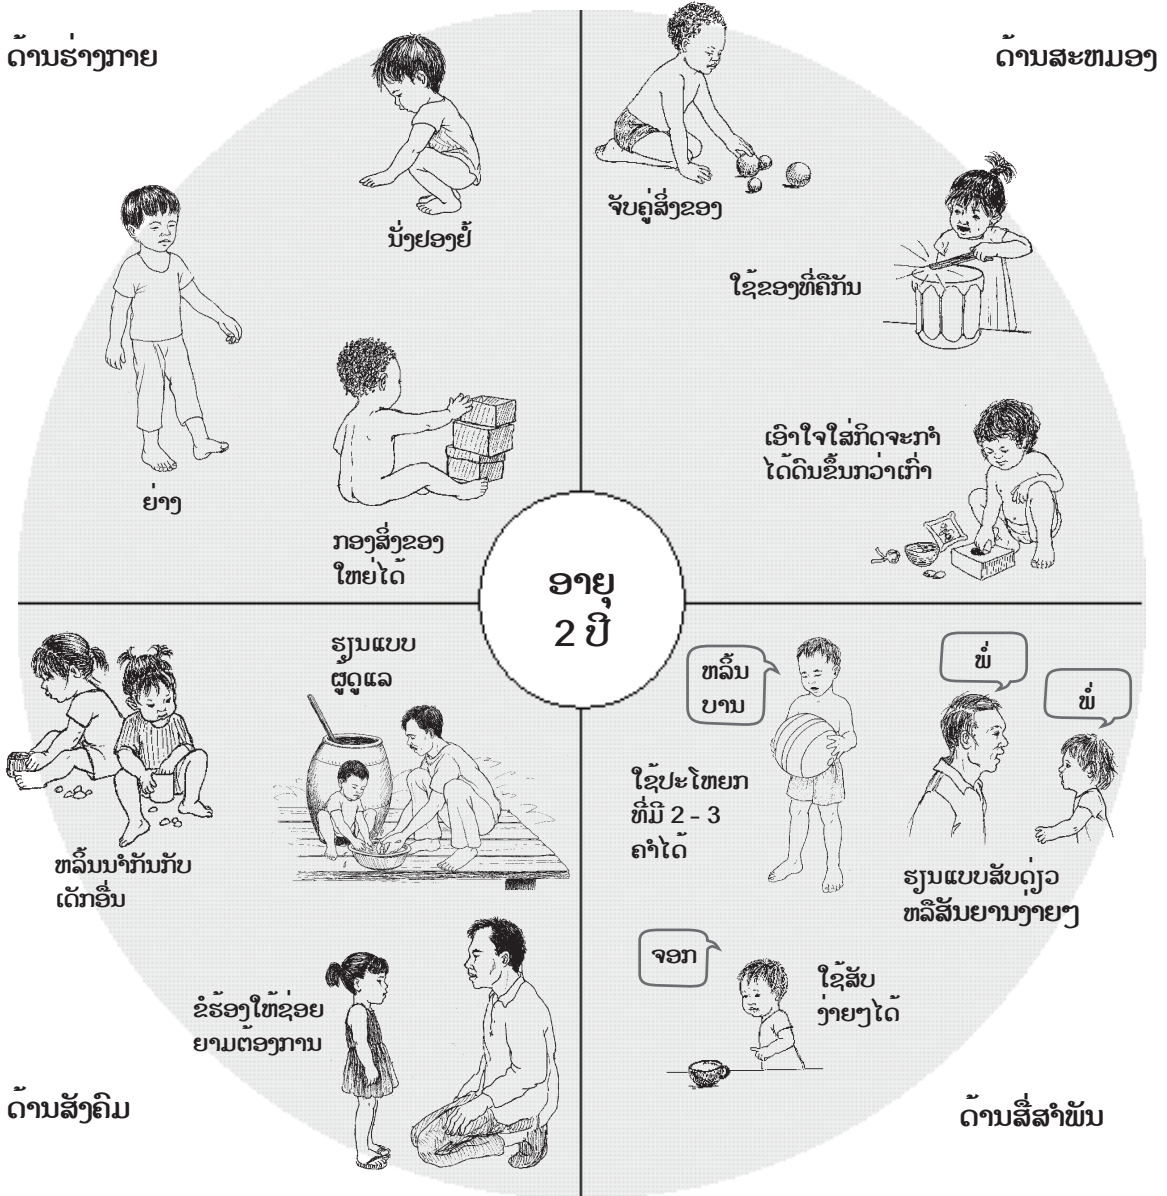 ດ້ານຮ່າງກາຍ
ດ້ານສະຫມອງ
ນັ່ງຢອງຢໍ້
ຍ່າງ
ກອງສິ່ງຂອງ
ໃຫຍ່ໄດ້
ຈັບຄູ່ສິ່ງຂອງ
ໃຊ້ຂອງທີ່ຄືກັນ
ເອົາໃຈໃສ່ກິດຈະກຳ
ໄດ້ດົນຂຶ້ນກວ່າເກົ່າ
ອາຍຸ
2 ປີ
ຮຽນແບບ
ຜູ້ດູແລ
ຫລິ້ນນຳກັນກັບ
ເດັກອື່ນ
ຂໍຮ້ອງໃຫ້ຊ່ອຍ
ຍາມຕ້ອງການ
ດ້ານສັງຄົມ
ຫລິ້ນ
ບານ
ໃຊ້ປະໂຫຍກ
ທີ່ມີ 2 – 3
ຄຳໄດ້
ພໍ່
ພໍ່
ຮຽນແບບສັບດ່ຽວ
ຫລືສັນຍານງ່າຍໆ
ຈອກ
ໃຊ້ສັບ
ງ່າຍໆໄດ້
ດ້ານສື່ສຳພັນ